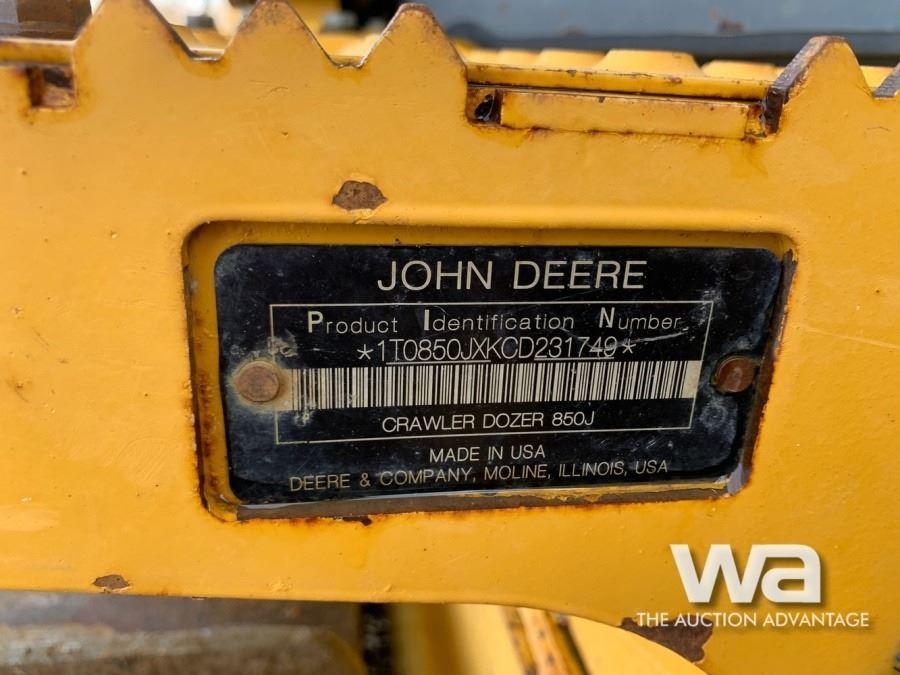 JOHN DEERE
Product Identification Number
*1T0850JXKCD231749*
CRAWLER DOZER 850J
MADE IN USA
DEERE & COMPANY, MOLINE, ILLINOIS, USA
wa
THE AUCTION ADVANTAGE